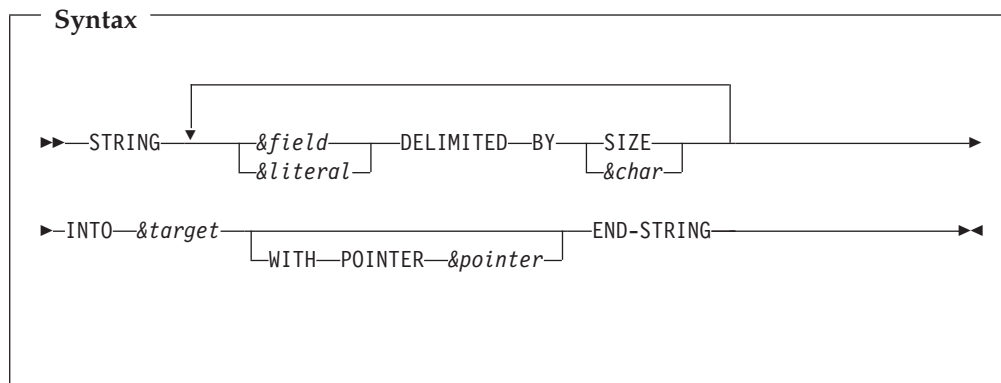 Syntax
STRING &field DELIMITED BY SIZE
&literal &char
INTO &target END-STRING
WITH POINTER &pointer